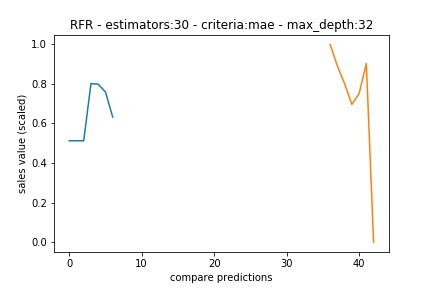 RFR - estimators:30 - criteria:mae - max_depth:32
sales value (scaled)
1.0
0.8
0.6
0.4
0.2
0.0
0 10 20 30 40
compare predictions